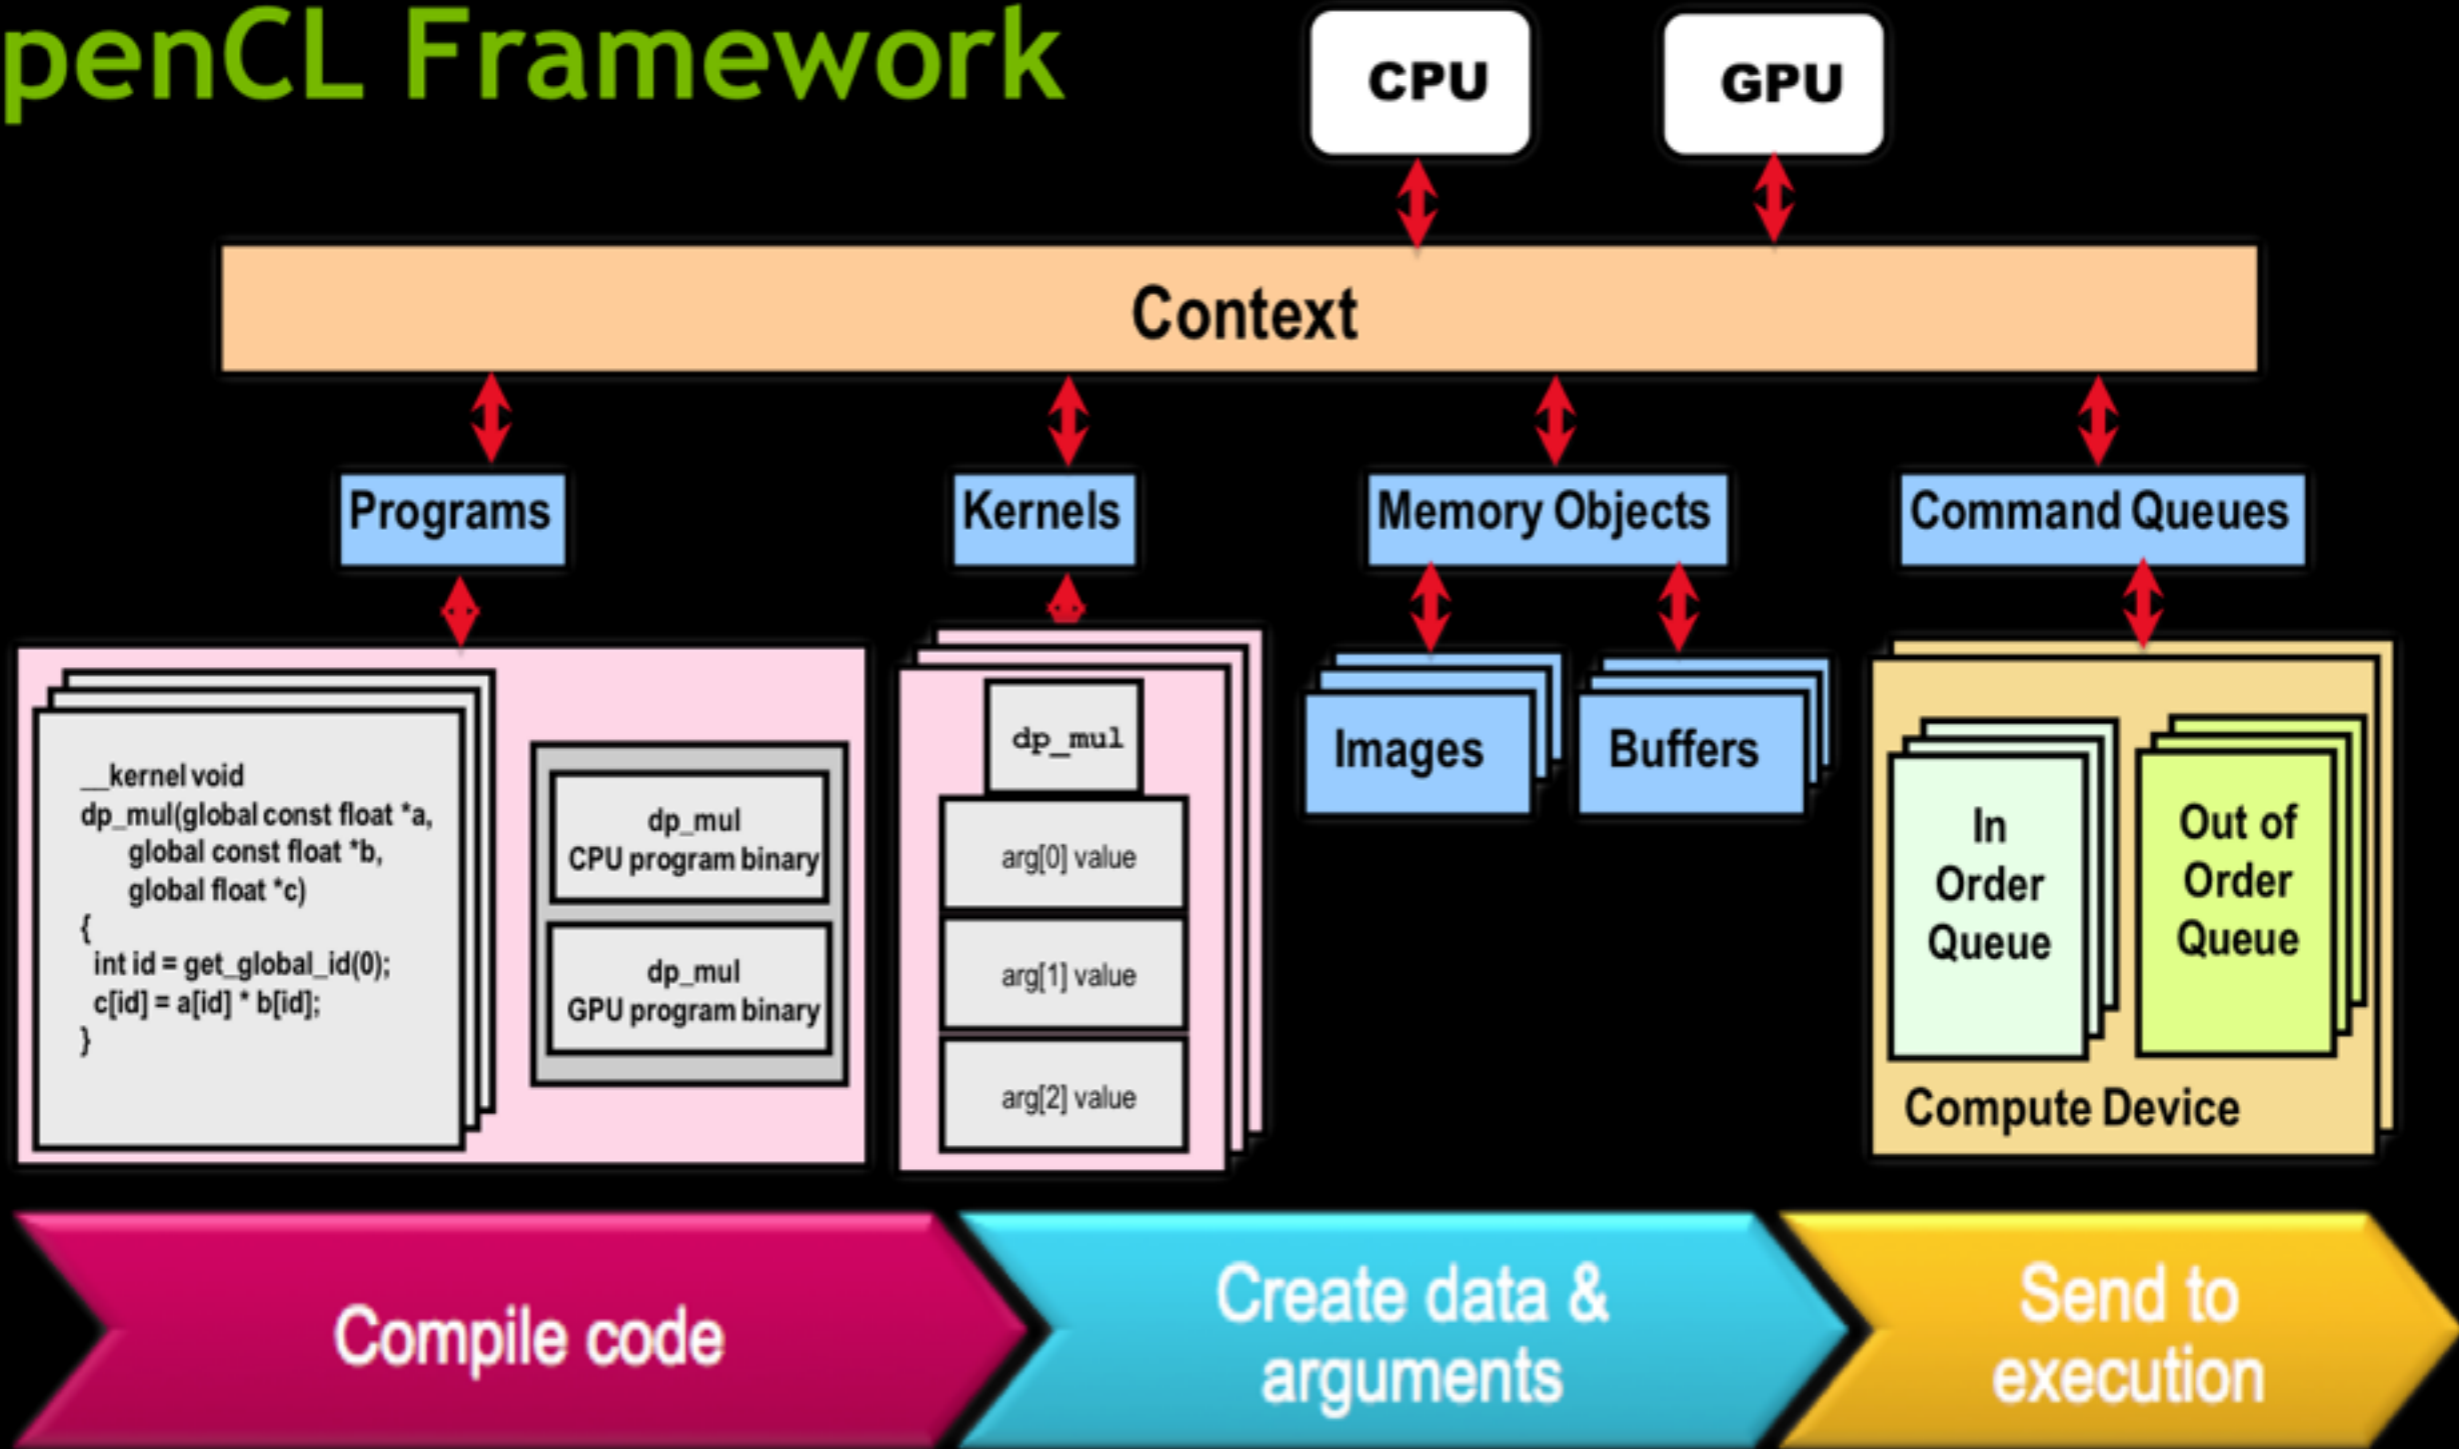 penCL Framework
CPU
GPU
Context
Programs
Kernels
Memory Objects
Command Queues
__kernel void
dp_mul(global const float *a,
global const float *b,
global float *c)
{
int id = get_global_id(0);
c[id] = a[id] * b[id];
}
dp_mul
CPU program binary
dp_mul
GPU program binary
dp_mul
arg[0] value
arg[1] value
arg[2] value
Images
Buffers
In
Order
Queue
Out of
Order
Queue
Compute Device
Compile code
Create data &
arguments
Send to
execution